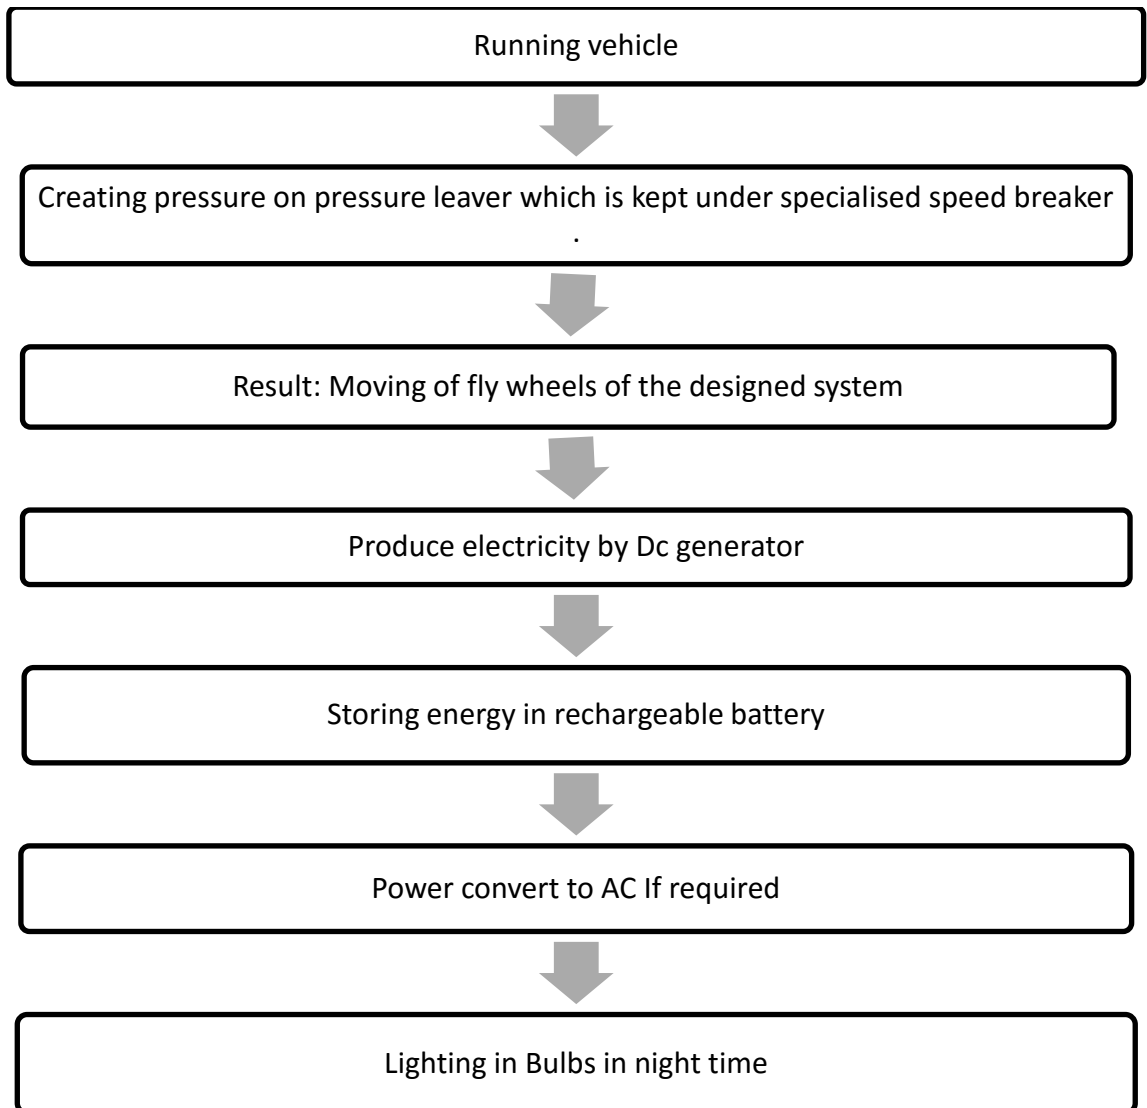 Running vehicle
Creating pressure on pressure leaver which is kept under specialised speed breaker
.
Result: Moving of fly wheels of the designed system
Produce electricity by Dc generator
Storing energy in rechargeable battery
Power convert to AC If required
Lighting in Bulbs in night time